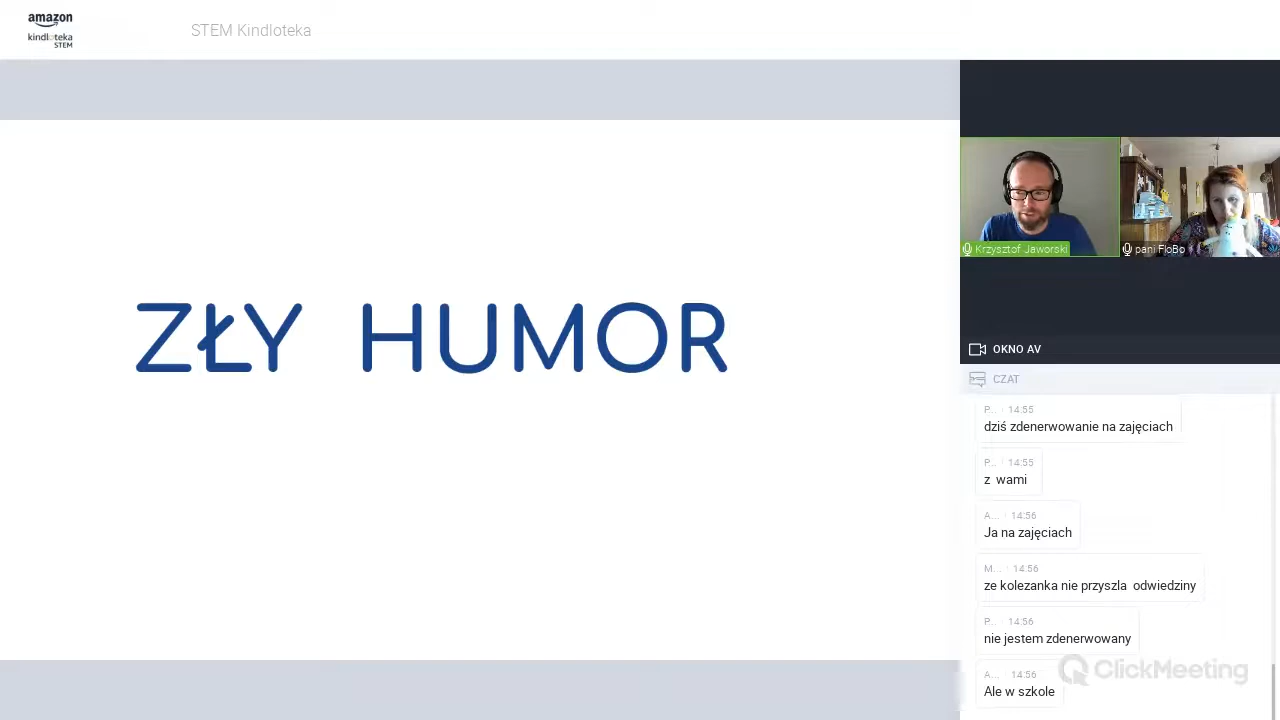 amazon
kindloteka
STEM
STEM Kindloteka
ZŁY HUMOR
Krzysztof Jaworski
pani FloBo
OKNO AV
CZAT
P... 14:55
dziś zdenerwowanie na zajęciach
P... 14:55
z wami
A... 14:56
Ja na zajęciach
M... 14:56
ze kolezanka nie przyszla odwiedziny
P... 14:56
nie jestem zdenerwowany
A... 14:56
Ale w szkole
ClickMeeting